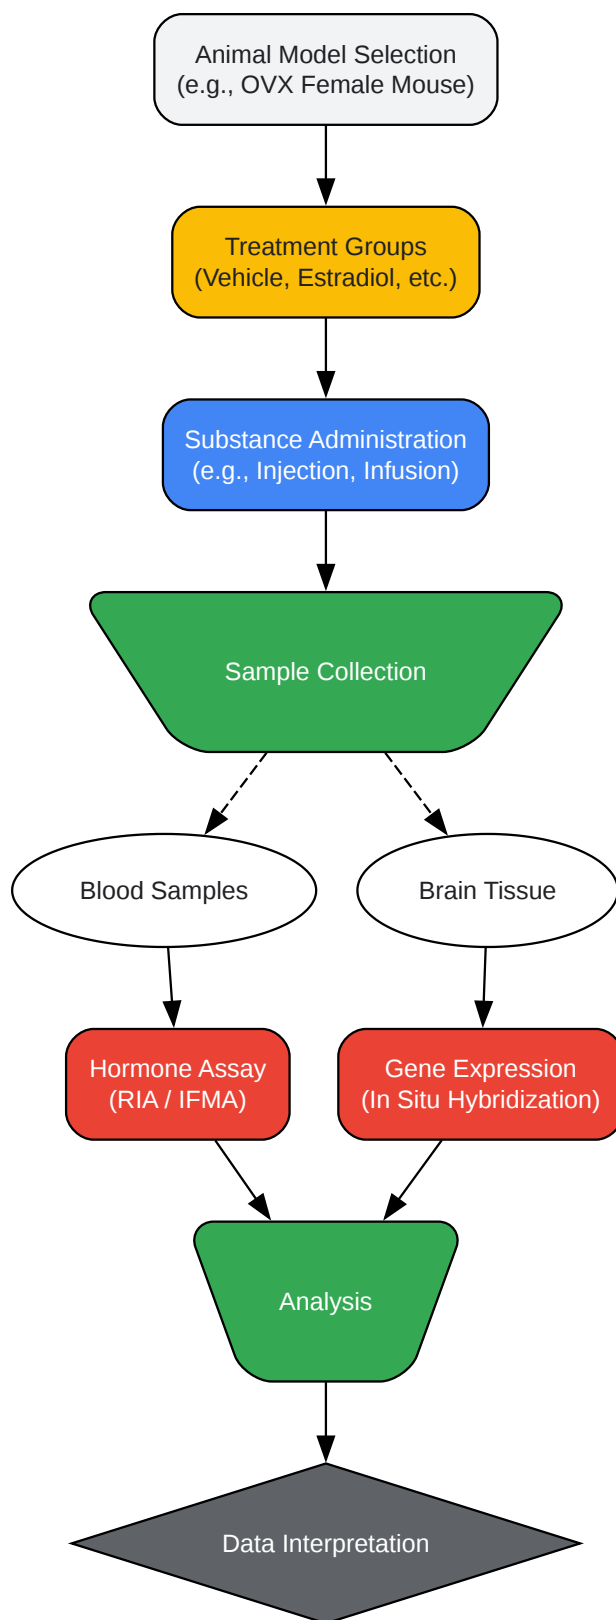 Animal Model Selection
(e.g., OVX Female Mouse)
Treatment Groups
(Vehicle, Estradiol, etc.)
Substance Administration
(e.g., Injection, Infusion)
Sample Collection
Blood Samples
Brain Tissue
Hormone Assay
(RIA / IFMA)
Gene Expression
(In Situ Hybridization)
Analysis
Data Interpretation